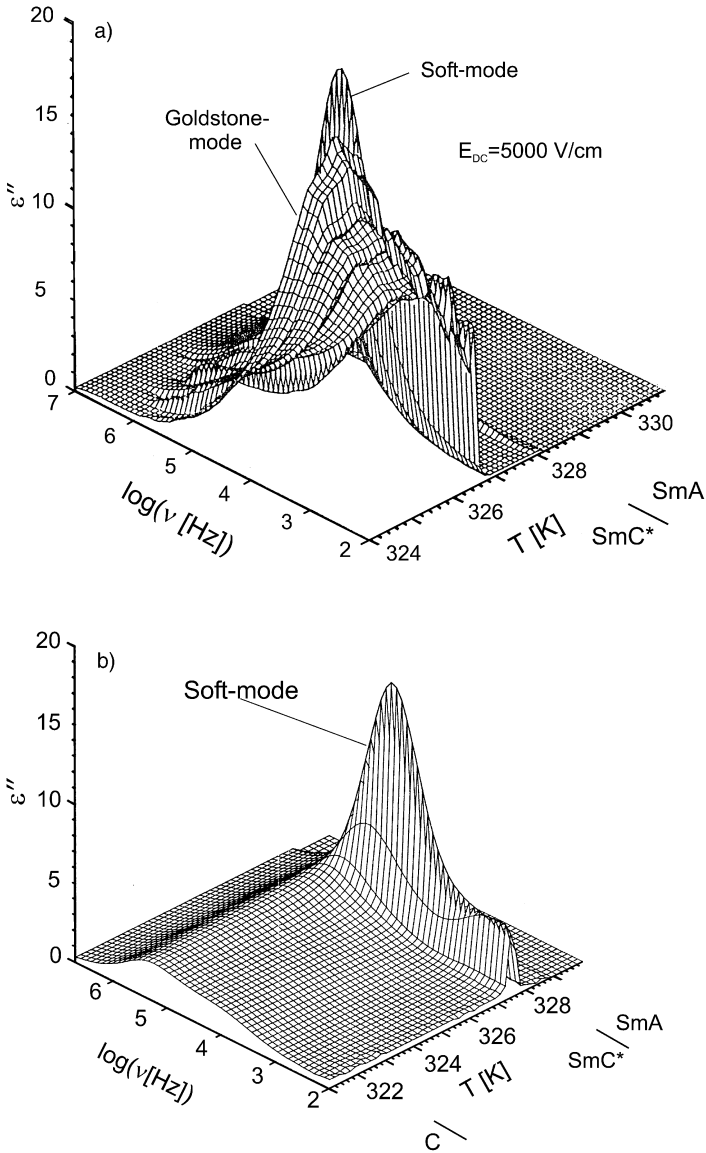 20
a)
Soft-mode
15
Goldstone-
mode
E_DC=5000 V/cm
ε″
10
5
0
7
6
5
4
3
2
log(ν [Hz])
324
326
328
330
T [K]
SmA
SmC*
20
b)
Soft-mode
15
ε″
10
5
0
6
5
4
3
2
log(ν[Hz])
322
324
326
328
T [K]
SmA
SmC*
C